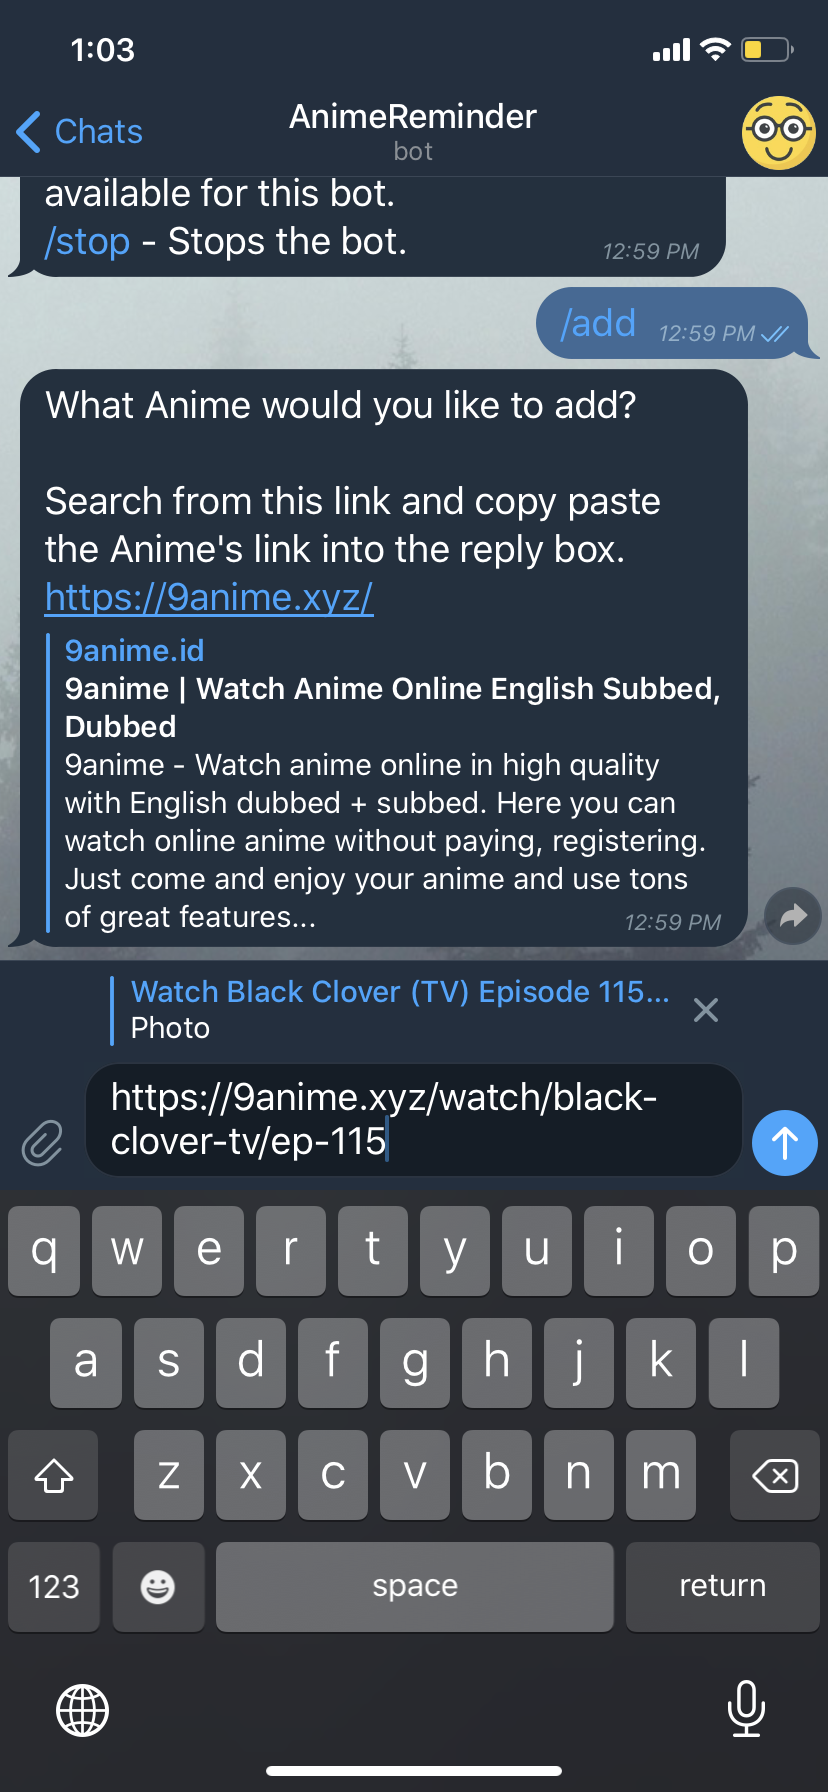 1:03
Chats
AnimeReminder
bot
available for this bot.
/stop - Stops the bot.
12:59 PM
/add
12:59 PM
What Anime would you like to add?
Search from this link and copy paste
the Anime's link into the reply box.
https://9anime.xyz/
9anime.id
9anime | Watch Anime Online English Subbed,
Dubbed
9anime - Watch anime online in high quality
with English dubbed + subbed. Here you can
watch online anime without paying, registering.
Just come and enjoy your anime and use tons
of great features...
12:59 PM
Watch Black Clover (TV) Episode 115...
Photo
https://9anime.xyz/watch/black-
clover-tv/ep-115
q w e r t y u i o p
a s d f g h j k l
z x c v b n m
123 space return